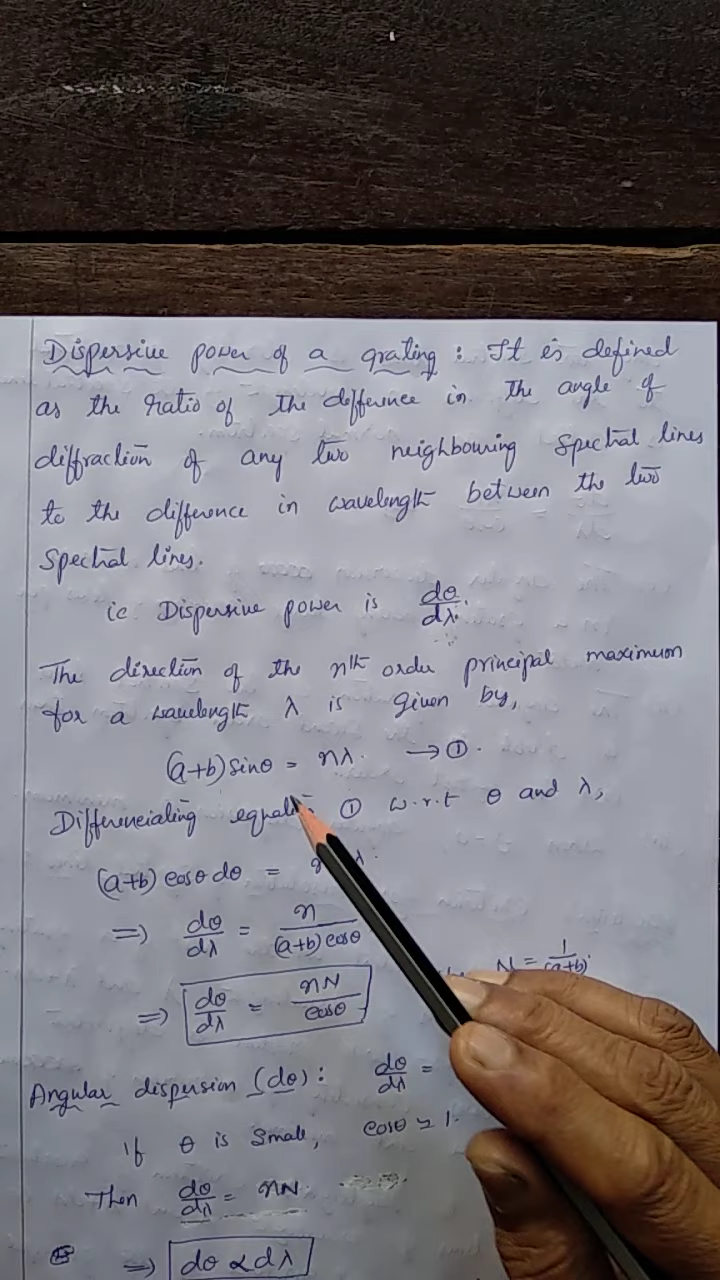 Dispersive power of a grating : It is defined
as the ratio of the difference in the angle of
diffraction of any two neighbouring Spectral lines
to the difference in wavelength between the two
Spectral lines.
ie Dispersive power is dθ/dλ.
The direction of the nth order principal maximum
for a wavelength λ is given by,
(a+b) sinθ = nλ. → ①.
Differenciating ① w.r.t θ and λ,
(a+b) cosθ dθ =
⇒ dθ/dλ = n/(a+b) cosθ
N = 1/(a+b).
⇒ dθ/dλ = nN/cosθ
Angular dispersion (dθ) : dθ/dλ =
If θ is Small, cosθ ≃ 1.
Then dθ/dλ = nN.
⇒ dθ ∝ dλ